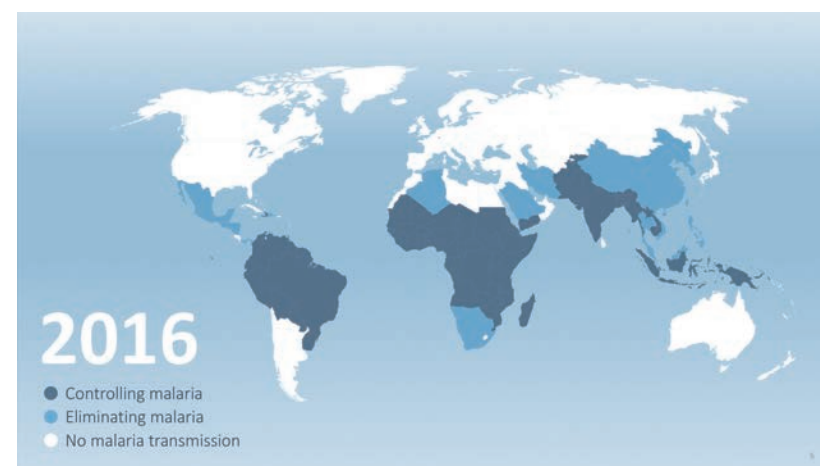 2016
Controlling malaria
Eliminating malaria
No malaria transmission